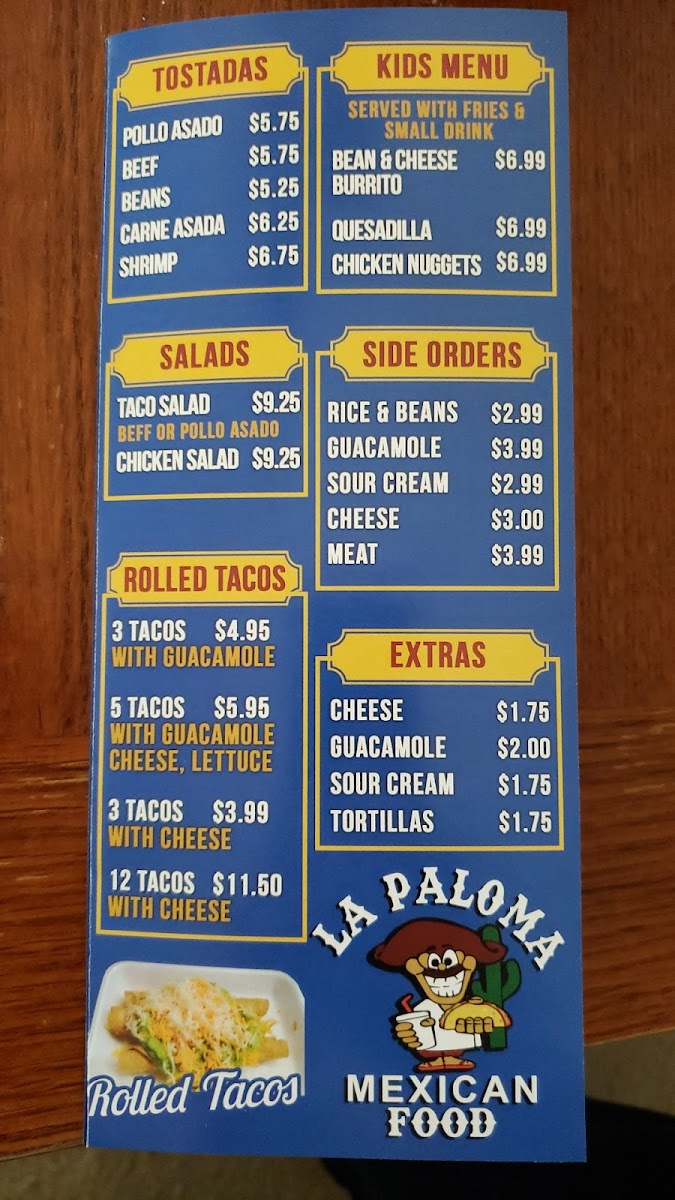 TOSTADAS
POLLO ASADO $5.75
BEEF $5.75
BEANS $5.25
CARNE ASADA $6.25
SHRIMP $6.75
KIDS MENU
SERVED WITH FRIES &
SMALL DRINK
BEAN & CHEESE $6.99
BURRITO
QUESADILLA $6.99
CHICKEN NUGGETS $6.99
SALADS
TACO SALAD $9.25
BEFF OR POLLO ASADO
CHICKEN SALAD $9.25
SIDE ORDERS
RICE & BEANS $2.99
GUACAMOLE $3.99
SOUR CREAM $2.99
CHEESE $3.00
MEAT $3.99
ROLLED TACOS
3 TACOS $4.95
WITH GUACAMOLE
5 TACOS $5.95
WITH GUACAMOLE
CHEESE, LETTUCE
3 TACOS $3.99
WITH CHEESE
12 TACOS $11.50
WITH CHEESE
EXTRAS
CHEESE $1.75
GUACAMOLE $2.00
SOUR CREAM $1.75
TORTILLAS $1.75
Rolled Tacos
LA PALOMA
MEXICAN
FOOD